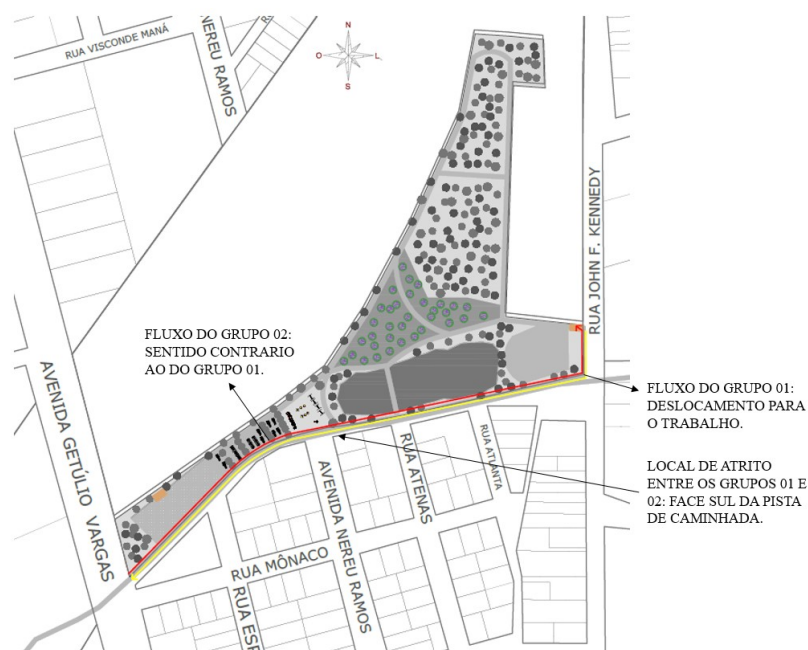 RUA VISCONDE MANÁ
NEREU RAMOS
N
O
L
S
RUA JOHN F. KENNEDY
FLUXO DO GRUPO 02:
SENTIDO CONTRARIO
AO DO GRUPO 01.
AVENIDA GETÚLIO VARGAS
FLUXO DO GRUPO 01:
DESLOCAMENTO PARA
O TRABALHO.
LOCAL DE ATRITO
ENTRE OS GRUPOS 01 E
02: FACE SUL DA PISTA
DE CAMINHADA.
RUA ATLANTA
RUA ATENAS
AVENIDA NEREU RAMOS
RUA MÔNACO
RUA ESP